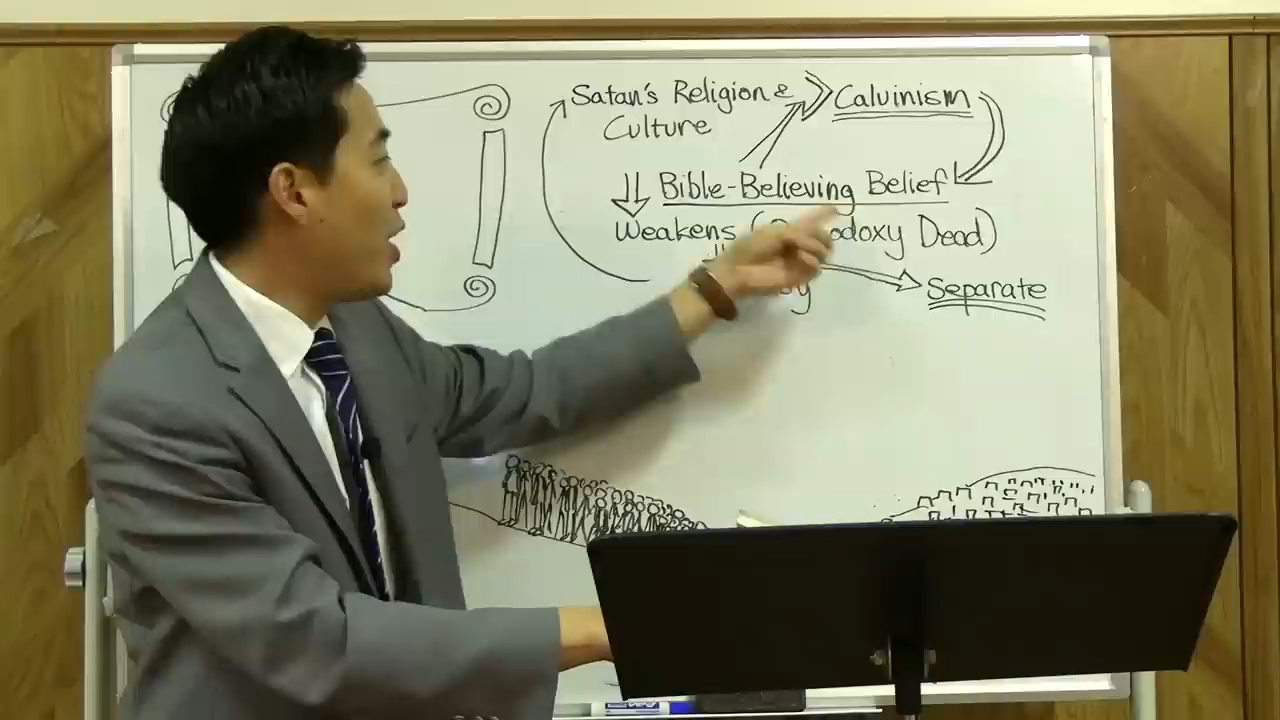 Satan's Religion & Calvinism
Culture
Bible-Believing Belief
Weakens ( Dead)
Separate